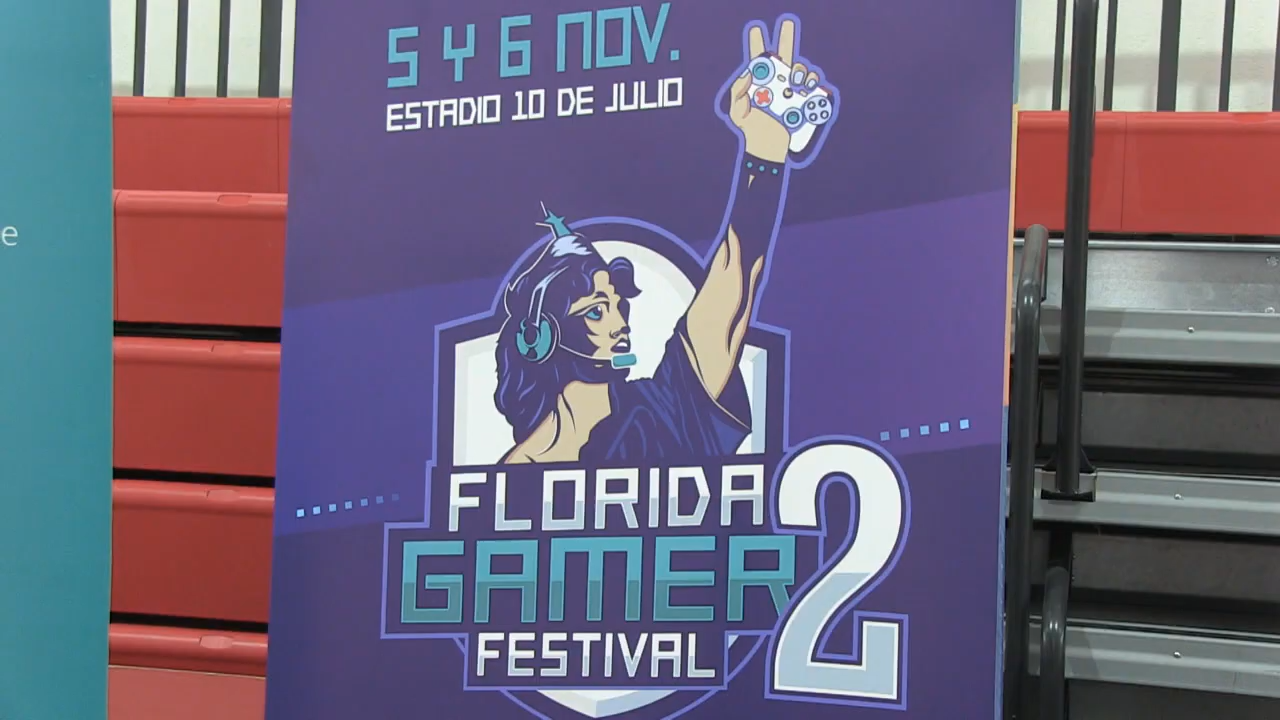 5 Y 6 NOV.
ESTADIO 10 DE JULIO
e
FLORIDA
GAMER 2
FESTIVAL